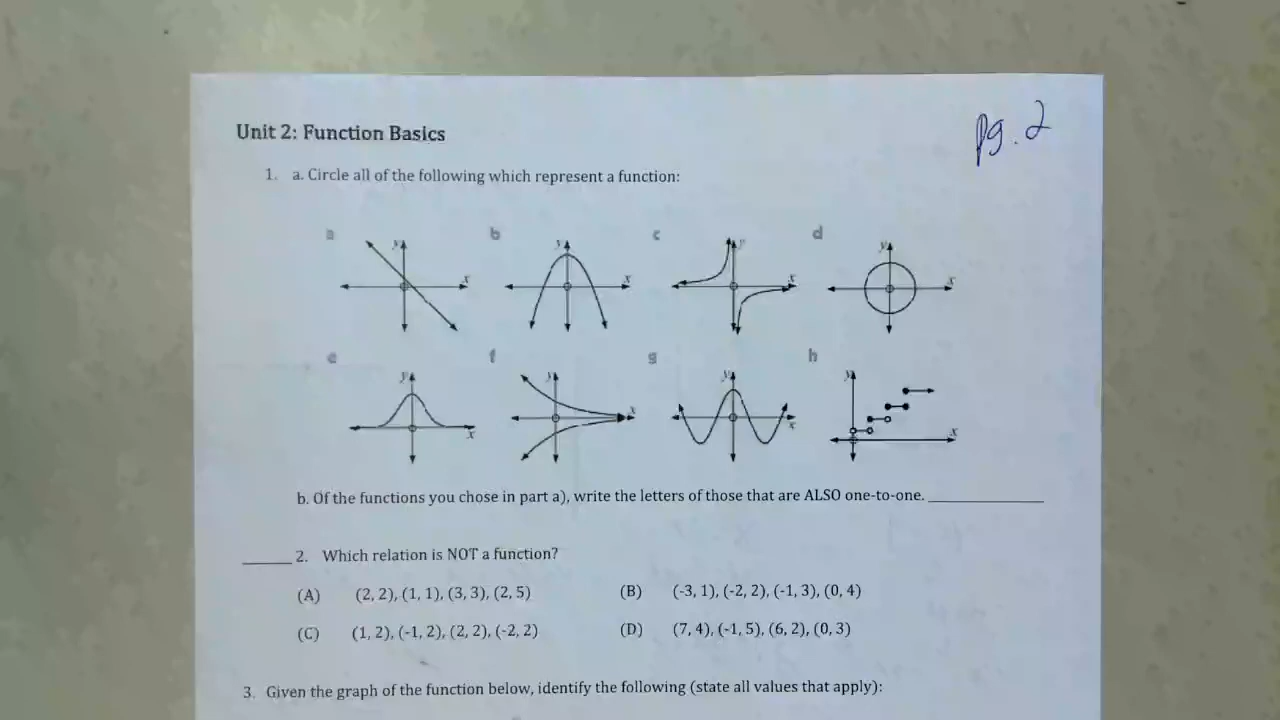 Unit 2: Function Basics
pg. 2
1. a. Circle all of the following which represent a function:
a b c d
y x y x y x y x
e f g h
y x y x y x y x
b. Of the functions you chose in part a), write the letters of those that are ALSO one-to-one. ____________
_____ 2. Which relation is NOT a function?
(A) (2, 2), (1, 1), (3, 3), (2, 5) (B) (-3, 1), (-2, 2), (-1, 3), (0, 4)
(C) (1, 2), (-1, 2), (2, 2), (-2, 2) (D) (7, 4), (-1, 5), (6, 2), (0, 3)
3. Given the graph of the function below, identify the following (state all values that apply):